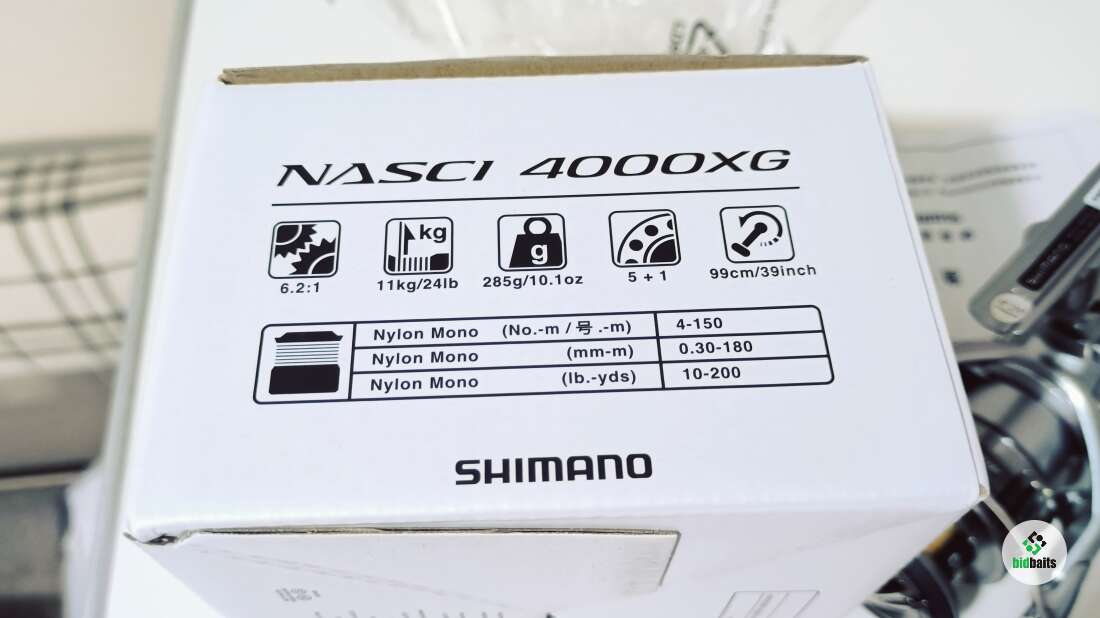 NASCI 4000XG
kg
g
6.2:1
11kg/24lb
285g/10.1oz
5 + 1
99cm/39inch
Nylon Mono (No.-m / 号.-m) 4-150
Nylon Mono (mm-m) 0.30-180
Nylon Mono (lb.-yds) 10-200
SHIMANO
bidbaits